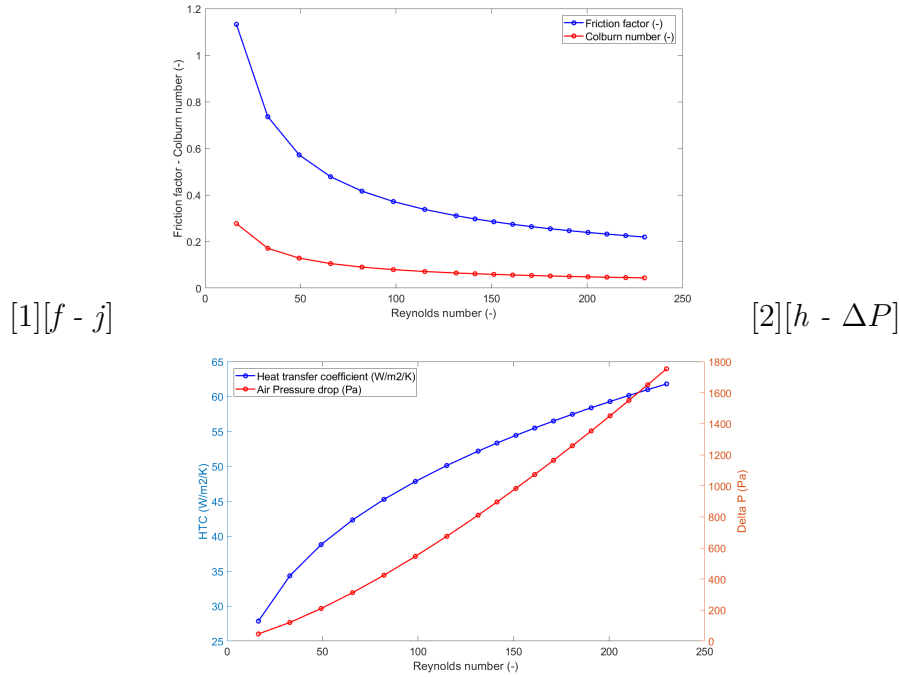 1.2
1
0.8
0.6
0.4
0.2
0
Friction factor - Colburn number (-)
Friction factor (-)
Colburn number (-)
0 50 100 150 200 250
Reynolds number (-)
[1][f - j]
[2][h - ΔP]
65
60
55
50
45
40
35
30
25
HTC (W/m2/K)
Heat transfer coefficient (W/m2/K)
Air Pressure drop (Pa)
1800
1600
1400
1200
1000
800
600
400
200
0
Delta P (Pa)
0 50 100 150 200 250
Reynolds number (-)